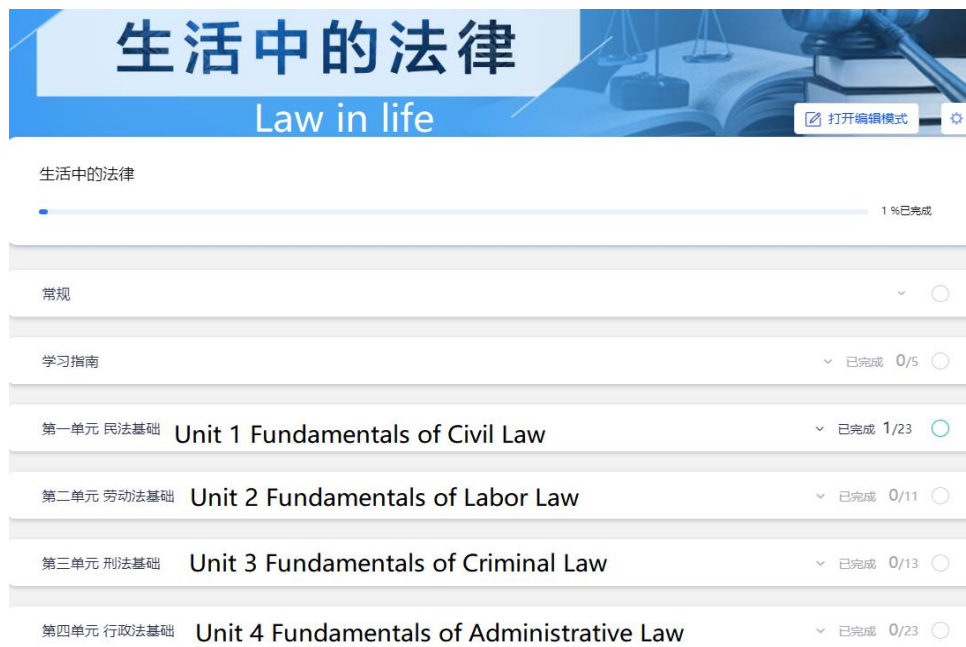 生活中的法律
Law in life
打开编辑模式
生活中的法律
1 %已完成
常规
学习指南 已完成 0/5
第一单元 民法基础 Unit 1 Fundamentals of Civil Law 已完成 1/23
第二单元 劳动法基础 Unit 2 Fundamentals of Labor Law 已完成 0/11
第三单元 刑法基础 Unit 3 Fundamentals of Criminal Law 已完成 0/13
第四单元 行政法基础 Unit 4 Fundamentals of Administrative Law 已完成 0/23